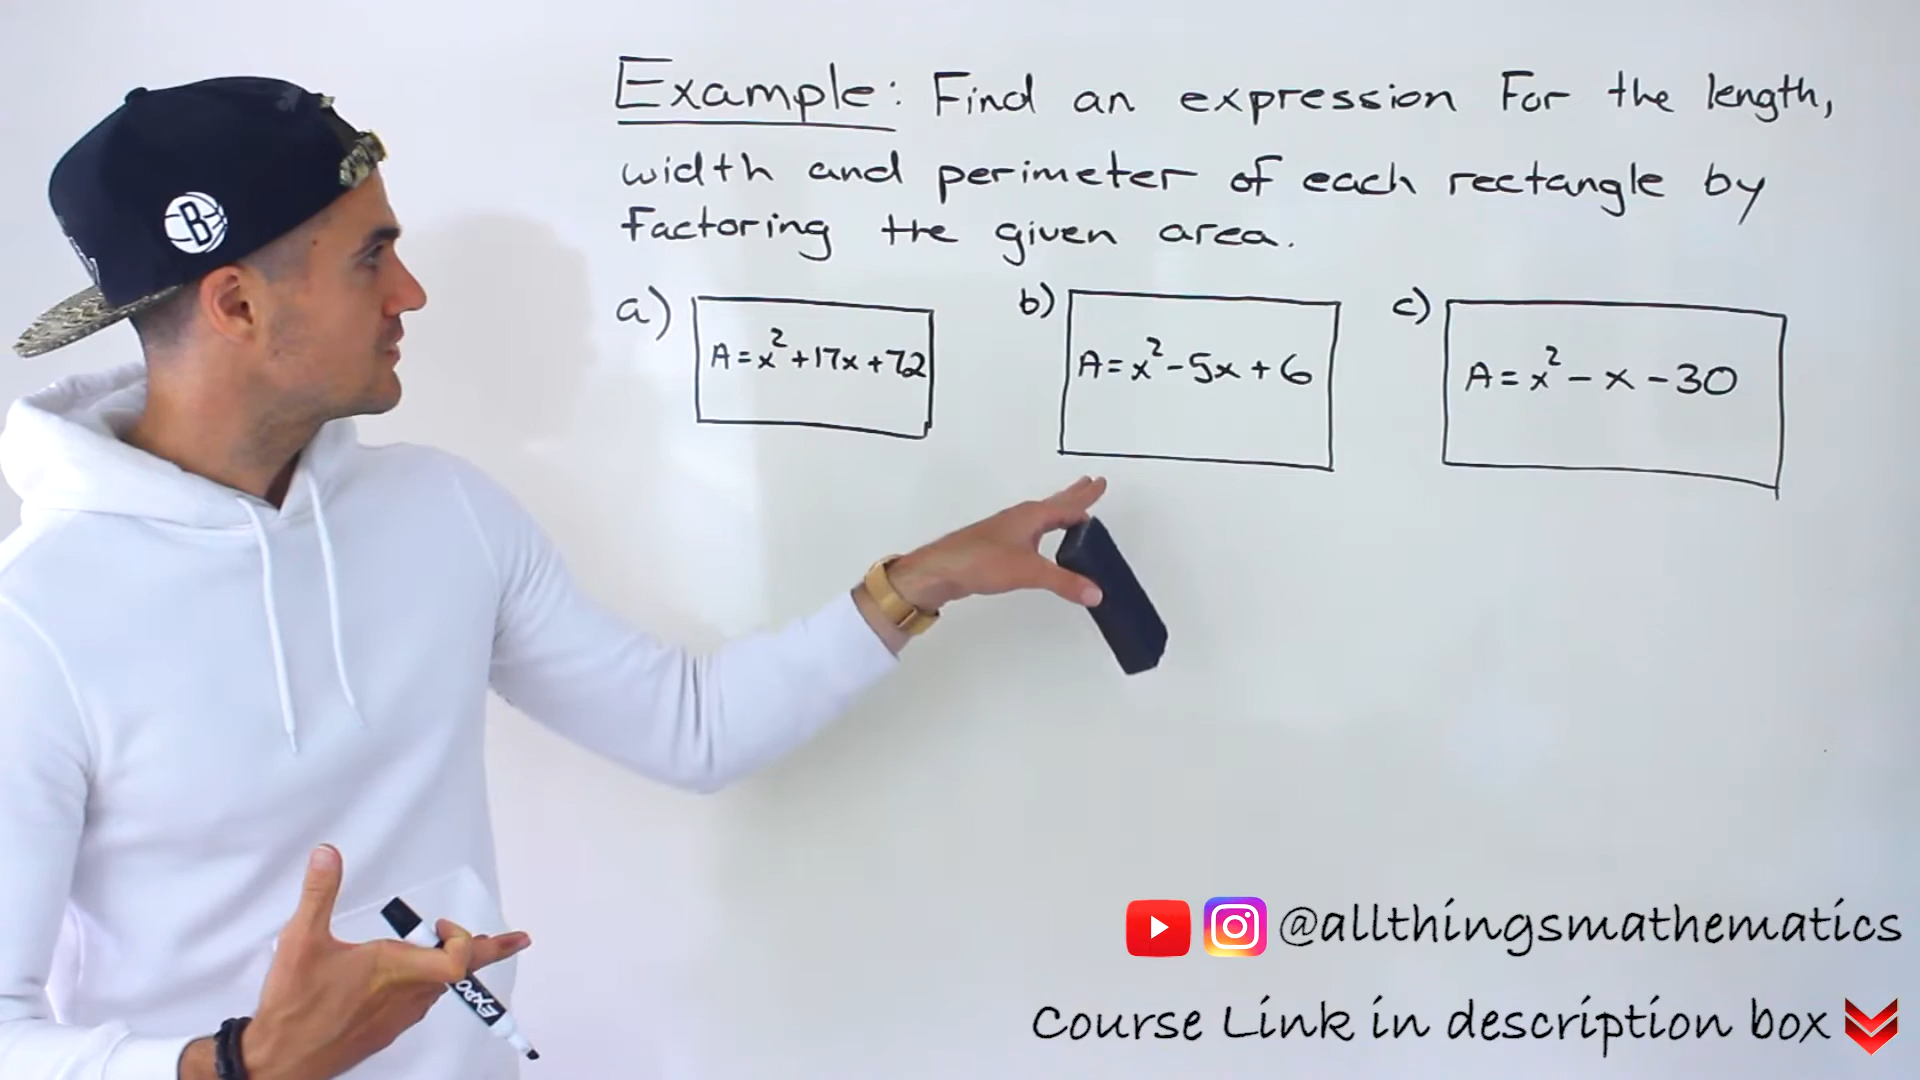 Example: Find an expression For the length,
width and perimeter of each rectangle by
factoring the given area.
a)
A = x² + 17x + 72
b)
A = x² - 5x + 6
c)
A = x² - x - 30
B
EXPO
@allthingsmathematics
Course Link in description box